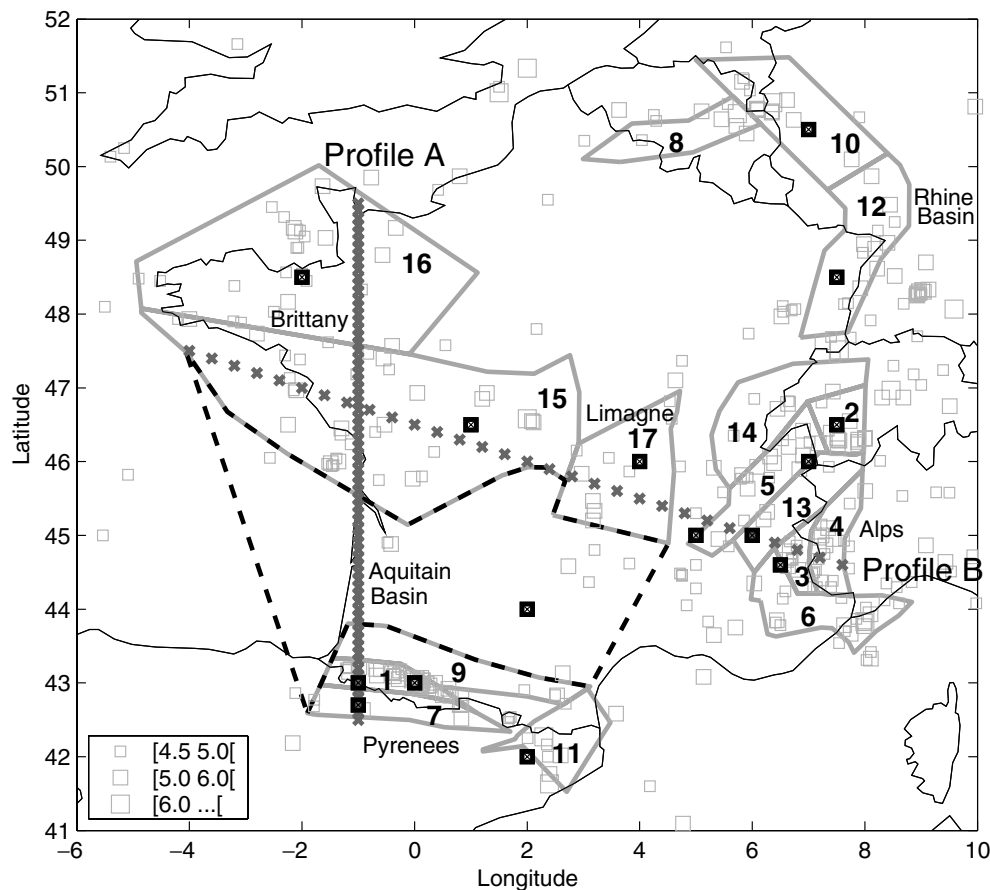 52
51
50
49
48
47
46
45
44
43
42
41
Latitude
Profile A
8
10
Rhine
Basin
12
16
Brittany
15
Limagne
17
14
2
5
13
4
Alps
3
Profile B
6
Aquitain
Basin
9
1
7
Pyrenees
11
[4.5 5.0[
[5.0 6.0[
[6.0 ...[
−6 −4 −2 0 2 4 6 8 10
Longitude